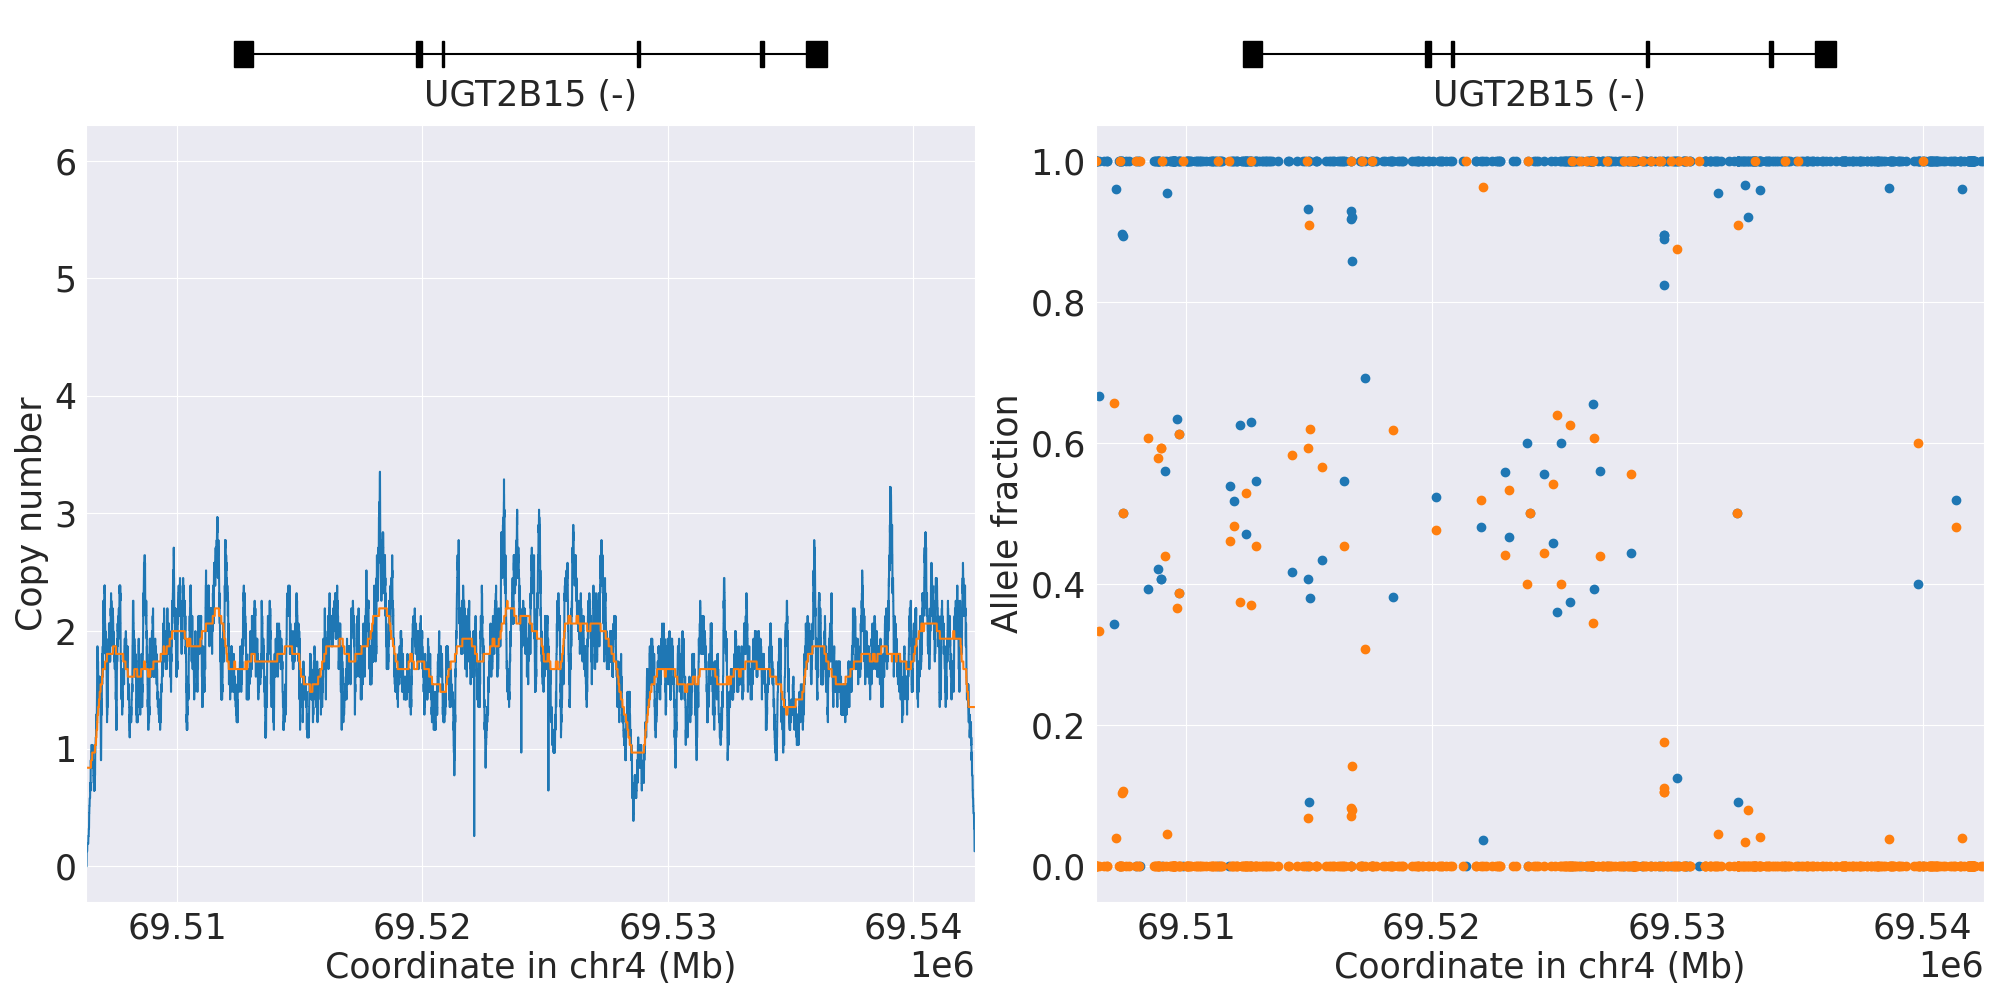 UGT2B15 (-)
6
5
4
3
2
1
0
Copy number
69.51 69.52 69.53 69.54
Coordinate in chr4 (Mb)
1e6
UGT2B15 (-)
1.0
0.8
0.6
0.4
0.2
0.0
Allele fraction
69.51 69.52 69.53 69.54
Coordinate in chr4 (Mb)
1e6